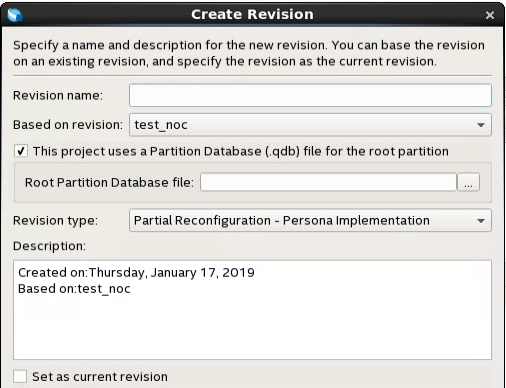 Create Revision
Specify a name and description for the new revision. You can base the revision
on an existing revision, and specify the revision as the current revision.
Revision name:
Based on revision: test_noc
This project uses a Partition Database (.qdb) file for the root partition
Root Partition Database file: ...
Revision type: Partial Reconfiguration - Persona Implementation
Description:
Created on:Thursday, January 17, 2019
Based on:test_noc
Set as current revision